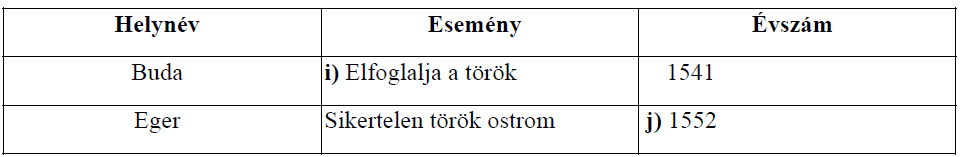 Helynév Esemény Évszám
Buda i) Elfoglalja a török 1541
Eger Sikertelen török ostrom j) 1552